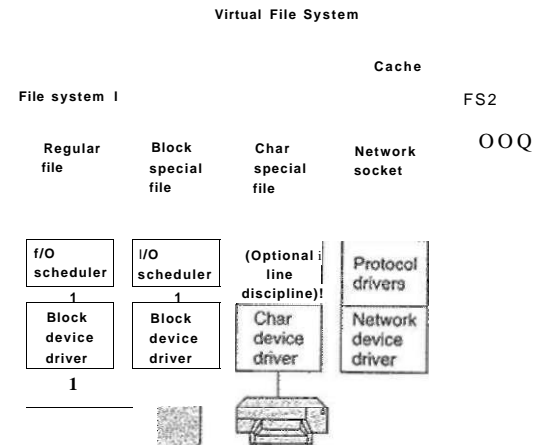 Virtual File System
Cache
File system I
FS2
Regular
file
Block
special
file
Char
special
file
Network
socket
OOQ
f/O
scheduler
1
I/O
scheduler
1
(Optional i
line
discipline)!
Protocol
drivers
Block
device
driver
1
Block
device
driver
Char
device
driver
Network
device
driver